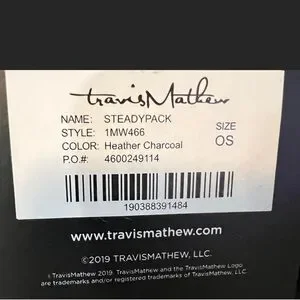 travisMathew
NAME: STEADYPACK
STYLE: 1MW466
COLOR: Heather Charcoal
P.O.#: 4600249114
SIZE
OS
190388391484
www.travismathew.com
©2019 TRAVISMATHEW, LLC.
TravisMathew 2019. TravisMathew and the TravisMathew Logo
are trademarks and/or registered trademarks of TravisMathew, LLC.